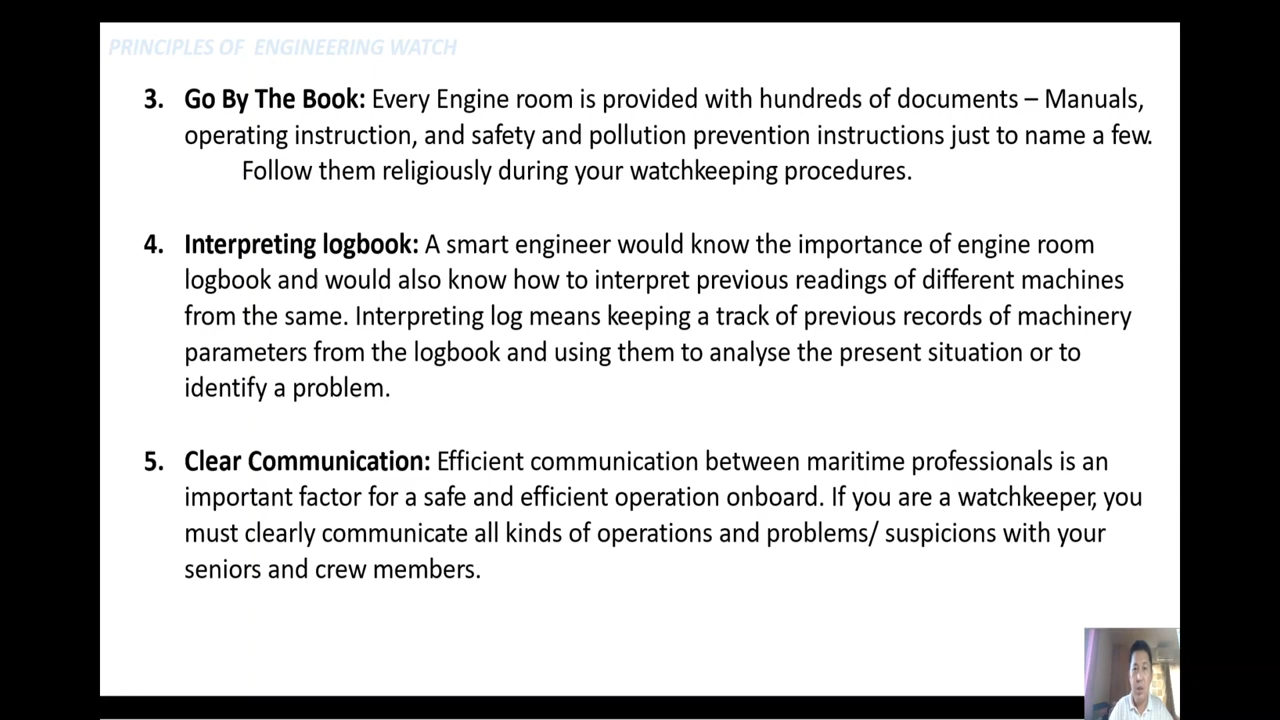 PRINCIPLES OF ENGINEERING WATCH
3. Go By The Book: Every Engine room is provided with hundreds of documents – Manuals,
operating instruction, and safety and pollution prevention instructions just to name a few.
Follow them religiously during your watchkeeping procedures.
4. Interpreting logbook: A smart engineer would know the importance of engine room
logbook and would also know how to interpret previous readings of different machines
from the same. Interpreting log means keeping a track of previous records of machinery
parameters from the logbook and using them to analyse the present situation or to
identify a problem.
5. Clear Communication: Efficient communication between maritime professionals is an
important factor for a safe and efficient operation onboard. If you are a watchkeeper, you
must clearly communicate all kinds of operations and problems/ suspicions with your
seniors and crew members.